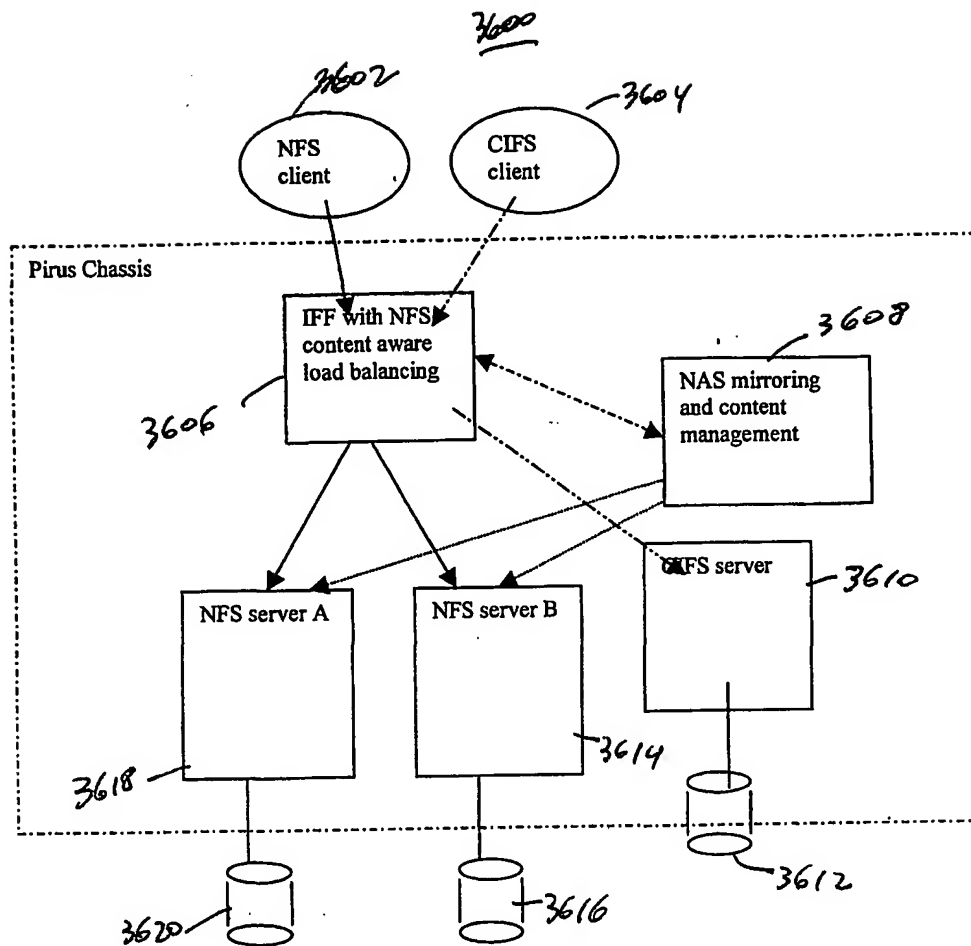 3600
3602
3604
NFS
client
CIFS
client
Pirus Chassis
IFF with NFS
content aware
load balancing
3606
3608
NAS mirroring
and content
management
CIFS server
3610
NFS server A
NFS server B
3618
3614
3620
3616
3612